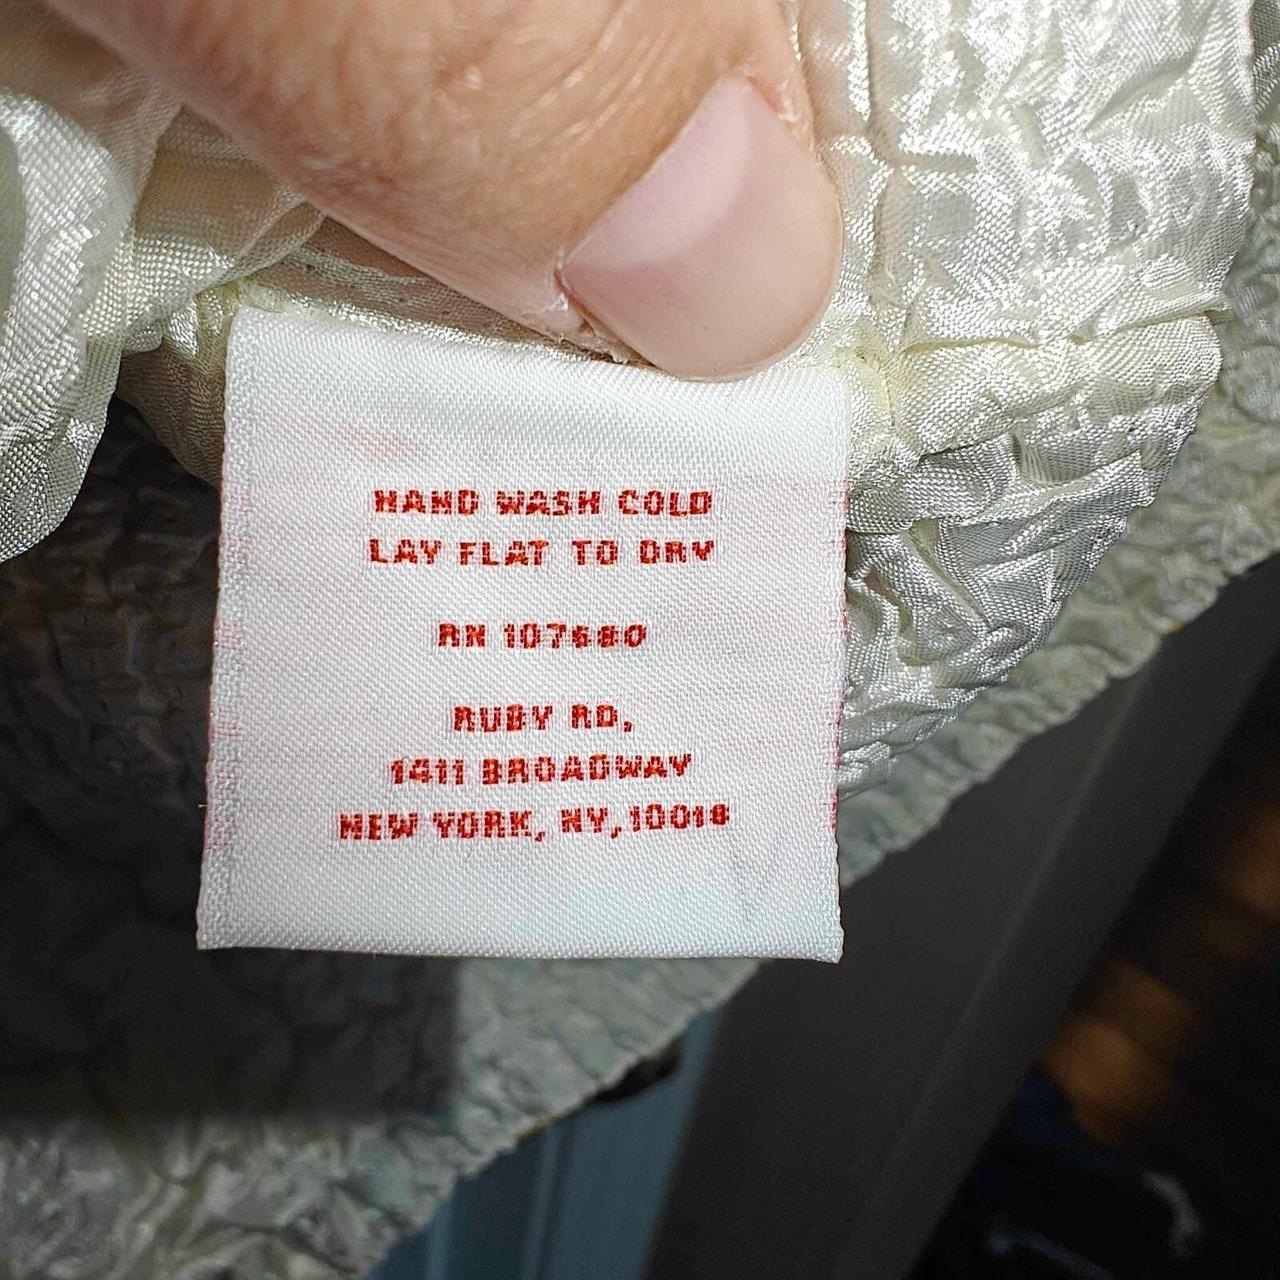 HAND WASH COLD
LAY FLAT TO DRY
RN 107680
RUBY RD,
1411 BROADWAY
NEW YORK, NY, 10018